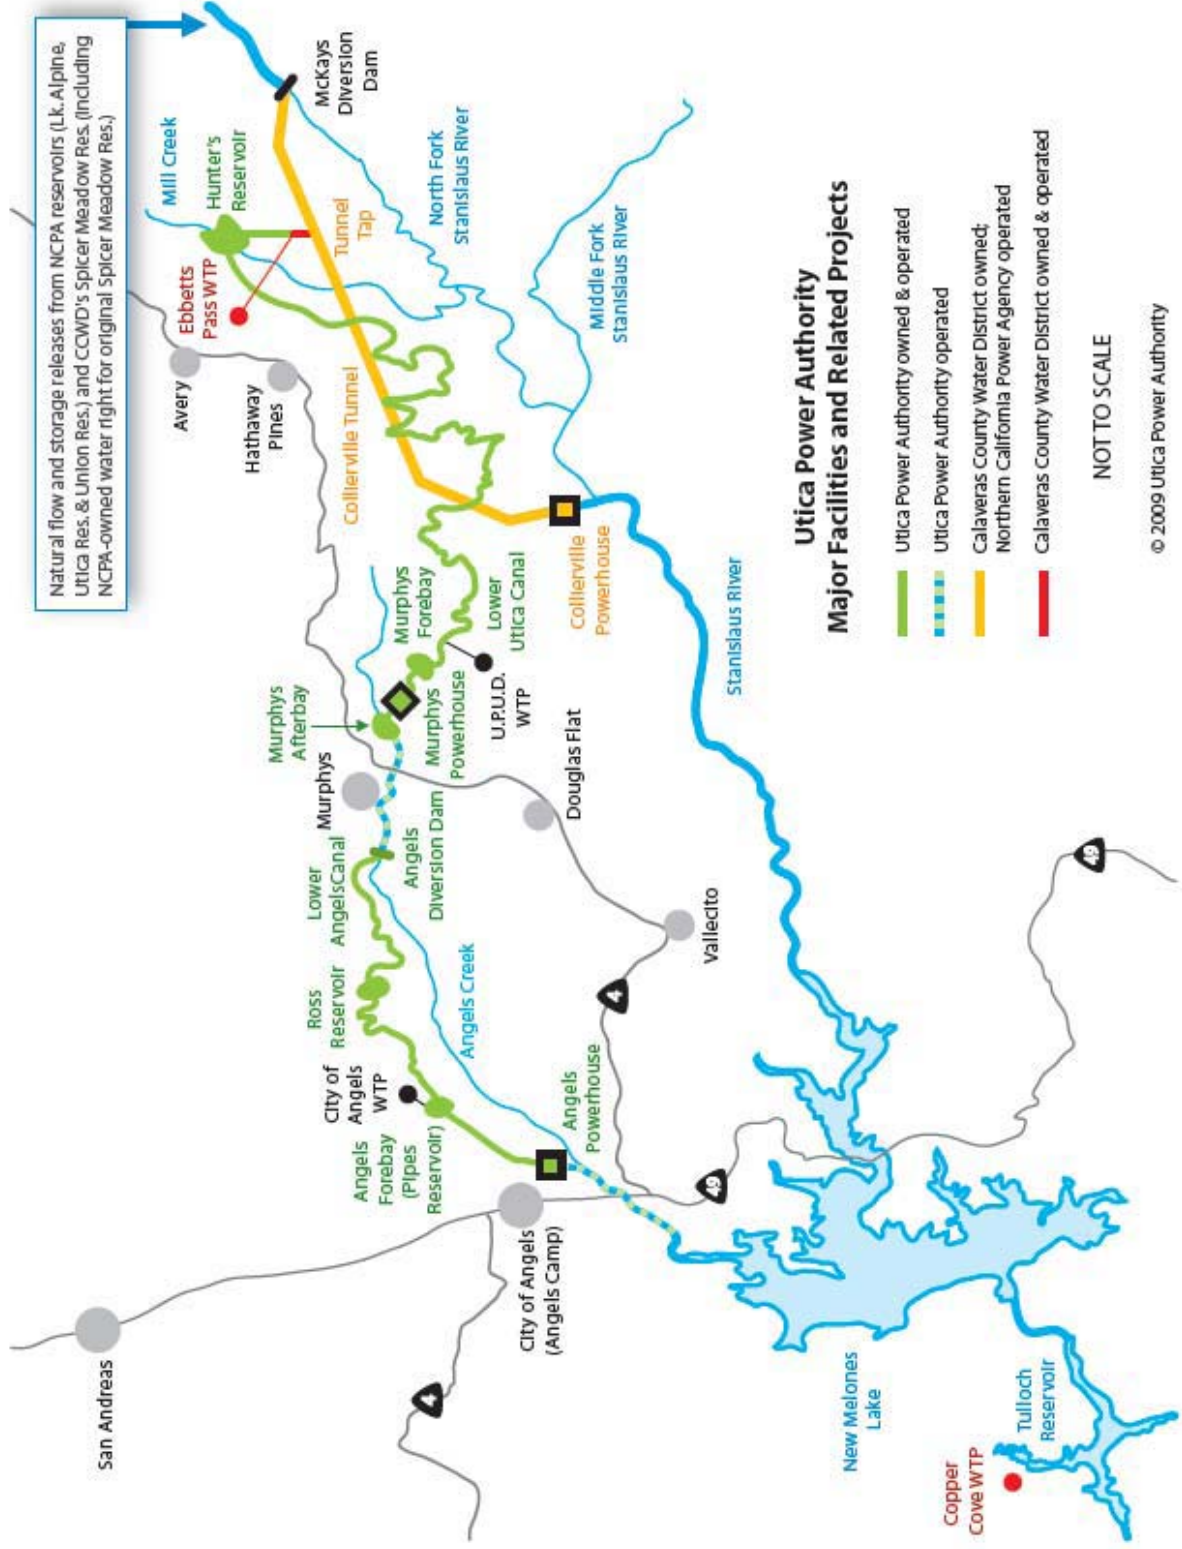 Natural flow and storage releases from NCPA reservoirs (Lk. Alpine,
Utica Res. & Union Res.) and CCWD's Spicer Meadow Res. (Including
NCPA-owned water right for original Spicer Meadow Res.)
San Andreas
4
City of Angels
(Angels Camp)
Angels
Forebay
(Pipes
Reservoir)
City of
Angels
WTP
Ross
Reservoir
Lower
AngelsCanal
Murphys
Murphys
Afterbay
Hathaway
Pines
Avery
Ebbetts
Pass WTP
Hunter's
Reservoir
Mill Creek
McKays
Diversion
Dam
Tunnel
Tap
Collierville Tunnel
North Fork
Stanislaus River
Middle Fork
Stanislaus River
Murphys
Forebay
Lower
Utica Canal
Murphys
Powerhouse
U.P.U.D.
WTP
Angels
Diversion Dam
Angels Creek
Collierville
Powerhouse
Douglas Flat
Vallecito
4
Angels
Powerhouse
49
Stanislaus River
49
New Melones
Lake
Tulloch
Reservoir
Copper
Cove WTP
Utica Power Authority
Major Facilities and Related Projects
Utica Power Authority owned & operated
Utica Power Authority operated
Calaveras County Water District owned;
Northern California Power Agency operated
Calaveras County Water District owned & operated
NOT TO SCALE
© 2009 Utica Power Authority